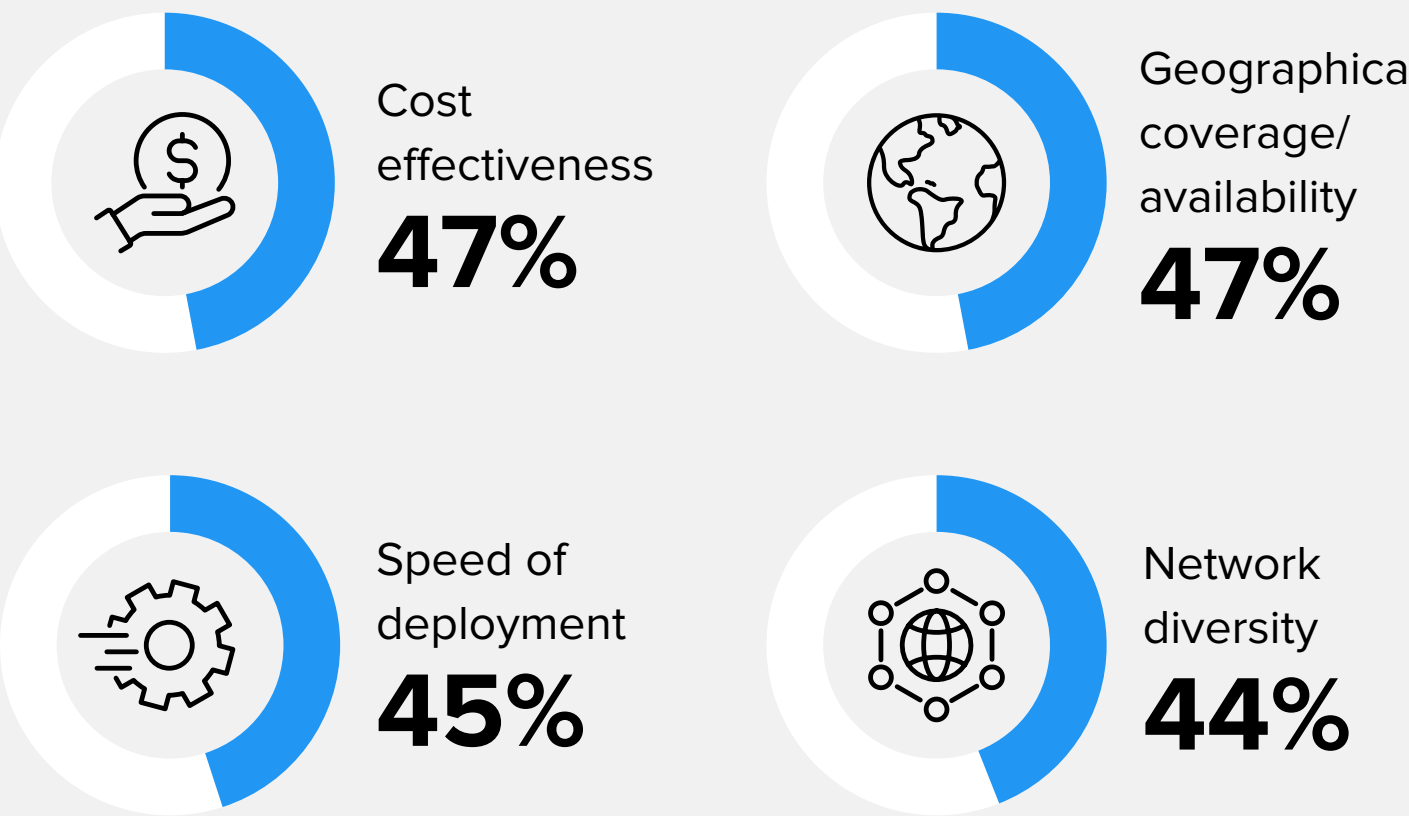 Cost
effectiveness
47%
Geographica
coverage/
availability
47%
Speed of
deployment
45%
Network
diversity
44%